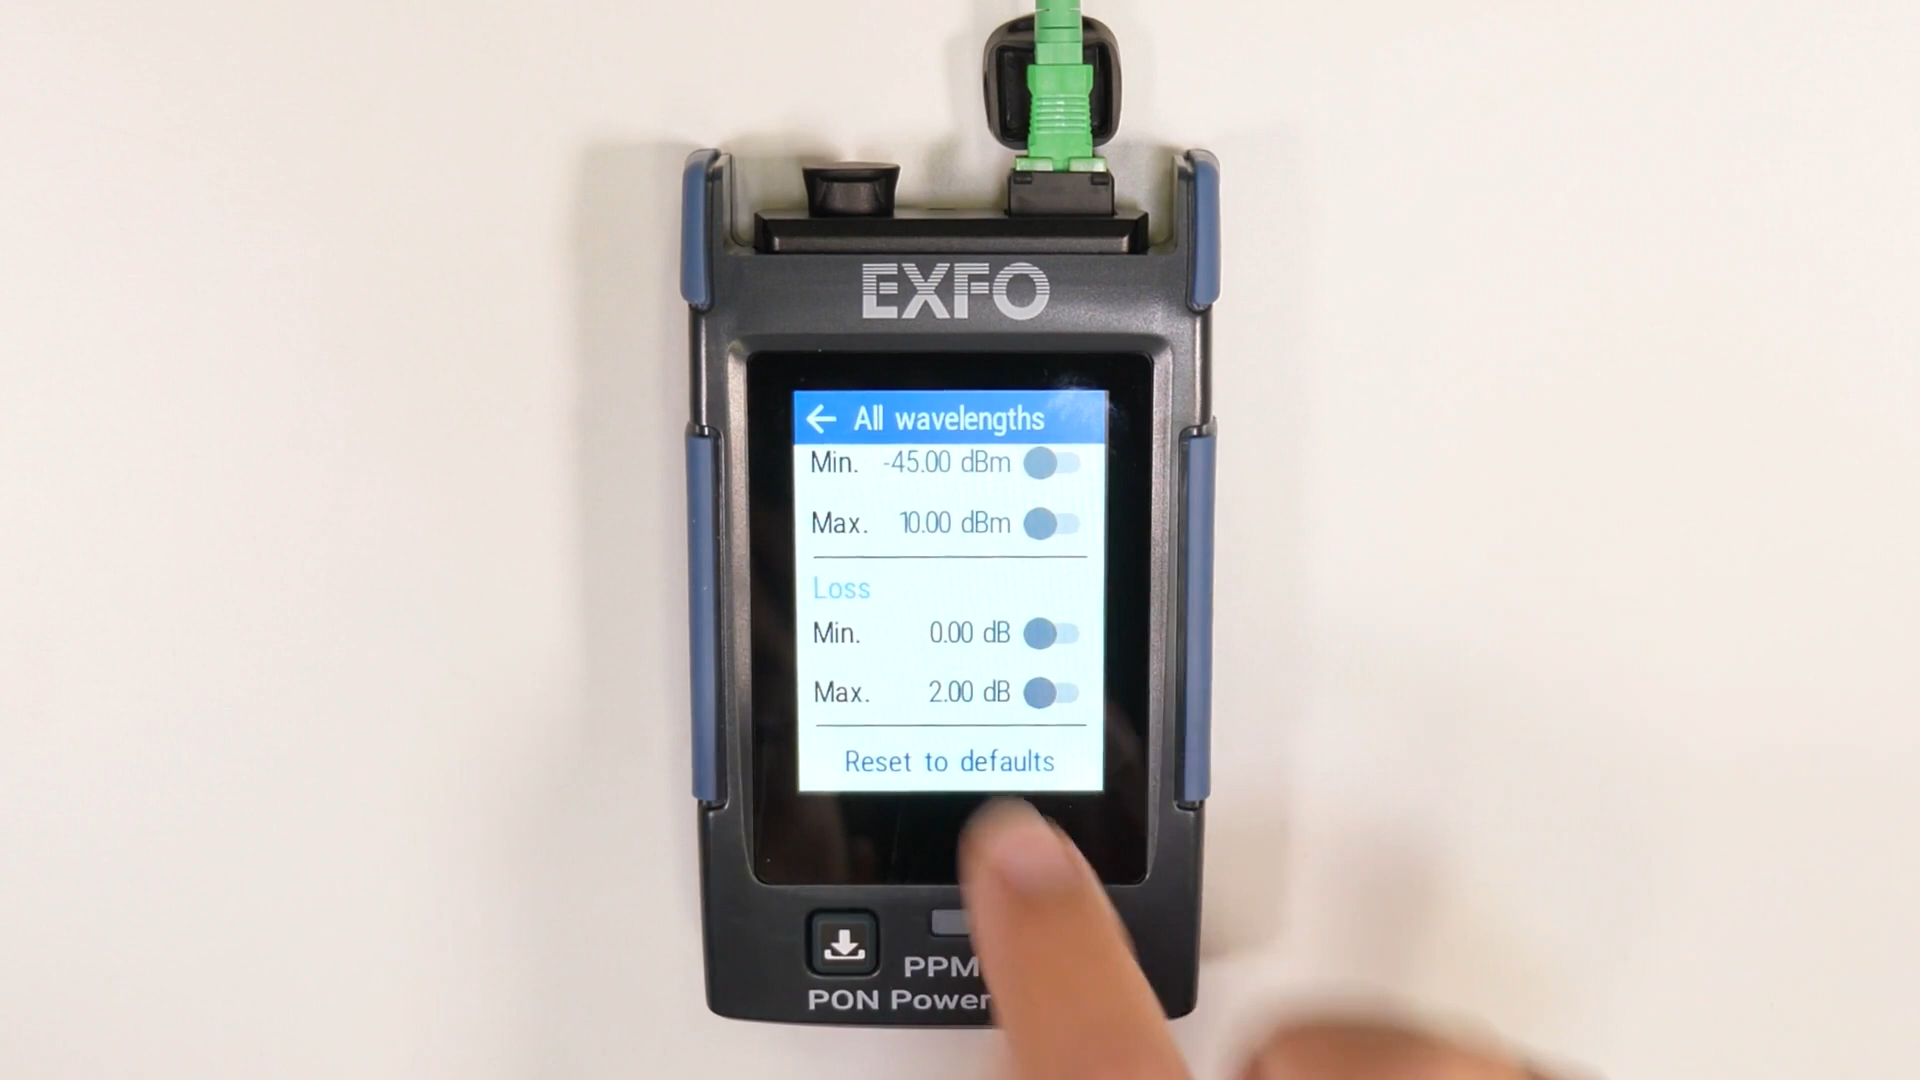 EXFO
← All wavelengths
Min. -45.00 dBm
Max. 10.00 dBm
Loss
Min. 0.00 dB
Max. 2.00 dB
Reset to defaults
PPM
PON Power